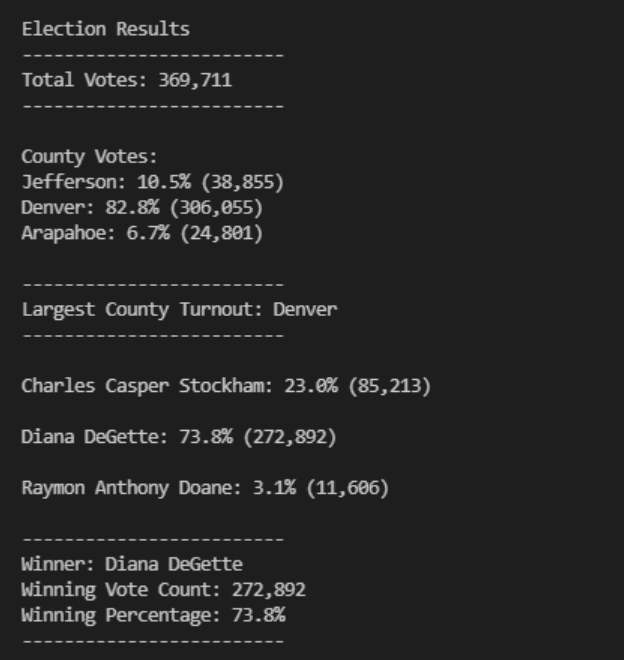 Election Results
-------------------------
Total Votes: 369,711
-------------------------
County Votes:
Jefferson: 10.5% (38,855)
Denver: 82.8% (306,055)
Arapahoe: 6.7% (24,801)
-------------------------
Largest County Turnout: Denver
-------------------------
Charles Casper Stockham: 23.0% (85,213)
Diana DeGette: 73.8% (272,892)
Raymon Anthony Doane: 3.1% (11,606)
-------------------------
Winner: Diana DeGette
Winning Vote Count: 272,892
Winning Percentage: 73.8%
-------------------------